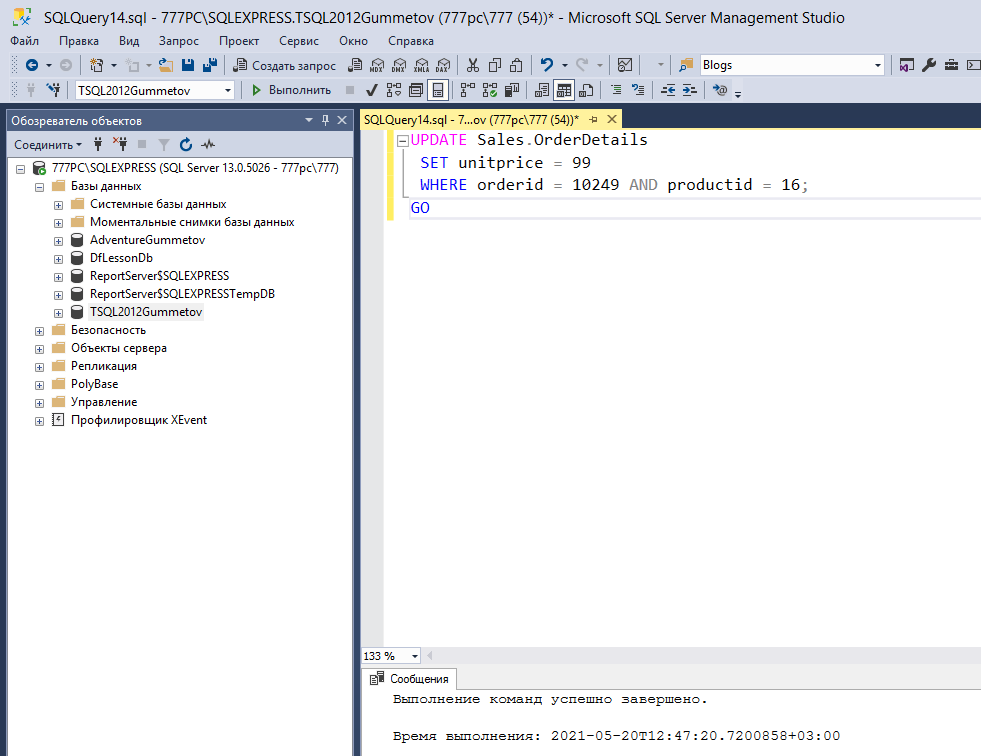 SQLQuery14.sql - 777PC\SQLEXPRESS.TSQL2012Gummetov (777pc\777 (54))* - Microsoft SQL Server Management Studio
Файл Правка Вид Запрос Проект Сервис Окно Справка
Создать запрос MDX DMX XMLA DAX Blogs
TSQL2012Gummetov Выполнить
Обозреватель объектов
Соединить
777PC\SQLEXPRESS (SQL Server 13.0.5026 - 777pc\777)
Базы данных
Системные базы данных
Моментальные снимки базы данных
AdventureGummetov
DfLessonDb
ReportServer$SQLEXPRESS
ReportServer$SQLEXPRESSTempDB
TSQL2012Gummetov
Безопасность
Объекты сервера
Репликация
PolyBase
Управление
Профилировщик XEvent
SQLQuery14.sql - 7...ov (777pc\777 (54))*
UPDATE Sales.OrderDetails
SET unitprice = 99
WHERE orderid = 10249 AND productid = 16;
GO
133 %
Сообщения
Выполнение команд успешно завершено.
Время выполнения: 2021-05-20T12:47:20.7200858+03:00